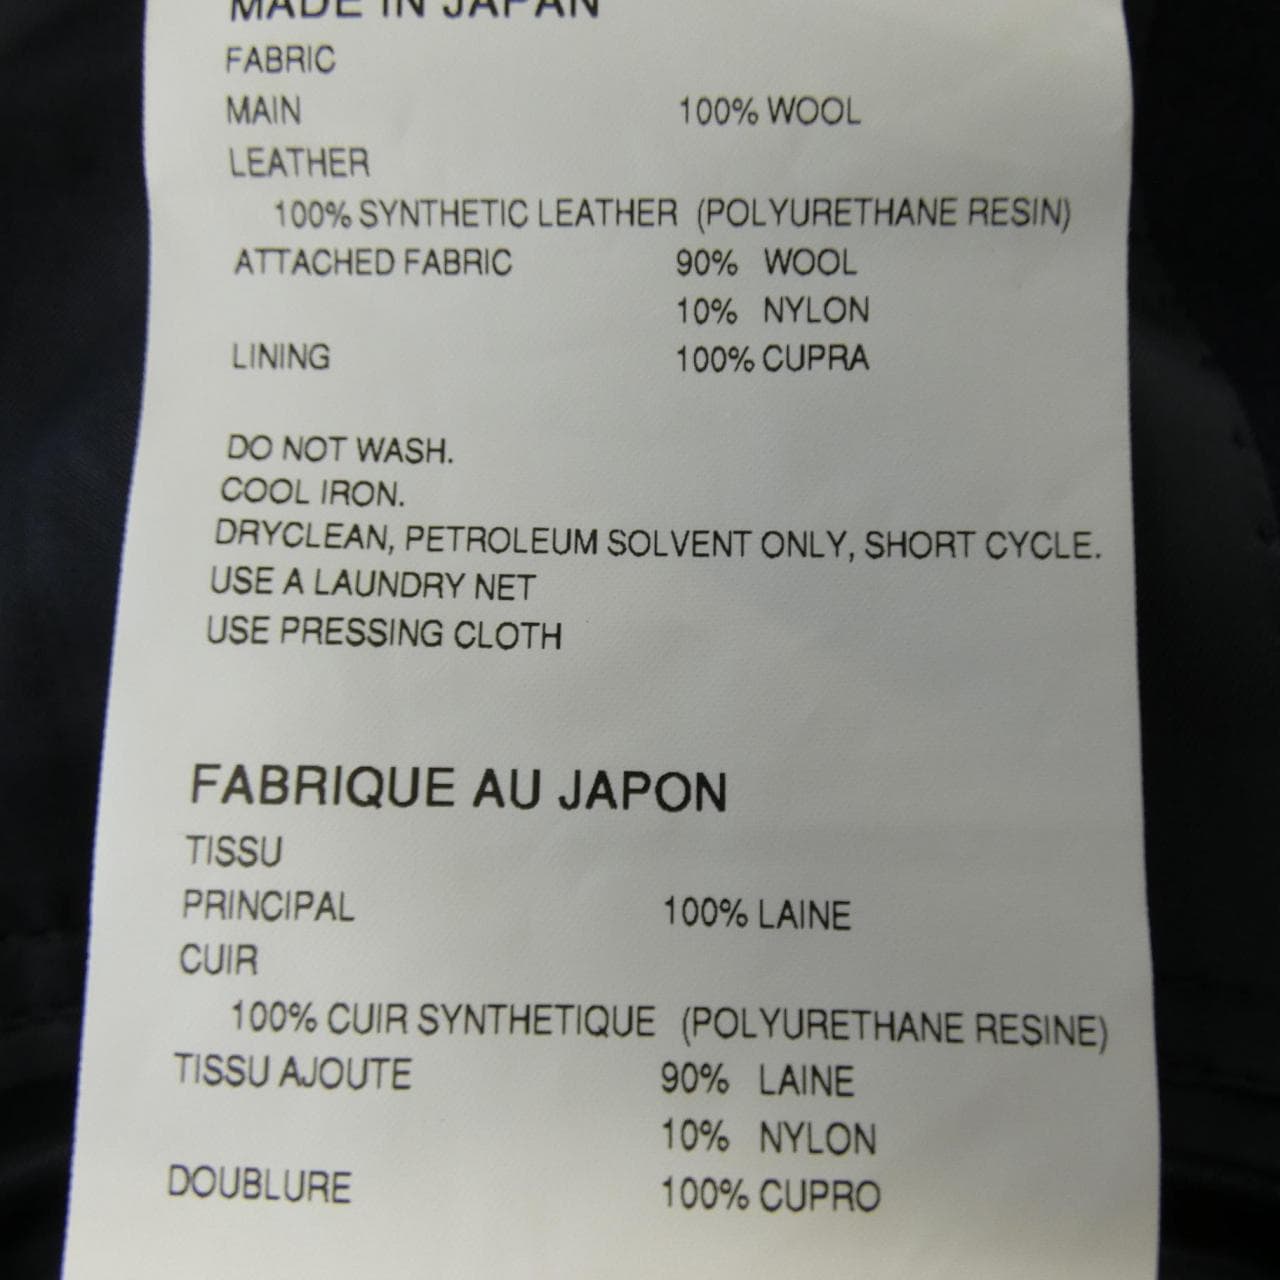 MADE IN JAPAN
FABRIC
MAIN 100% WOOL
LEATHER
100% SYNTHETIC LEATHER (POLYURETHANE RESIN)
ATTACHED FABRIC 90% WOOL
10% NYLON
LINING 100% CUPRA
DO NOT WASH.
COOL IRON.
DRYCLEAN, PETROLEUM SOLVENT ONLY, SHORT CYCLE.
USE A LAUNDRY NET
USE PRESSING CLOTH
FABRIQUE AU JAPON
TISSU
PRINCIPAL 100% LAINE
CUIR
100% CUIR SYNTHETIQUE (POLYURETHANE RESINE)
TISSU AJOUTE 90% LAINE
10% NYLON
DOUBLURE 100% CUPRO